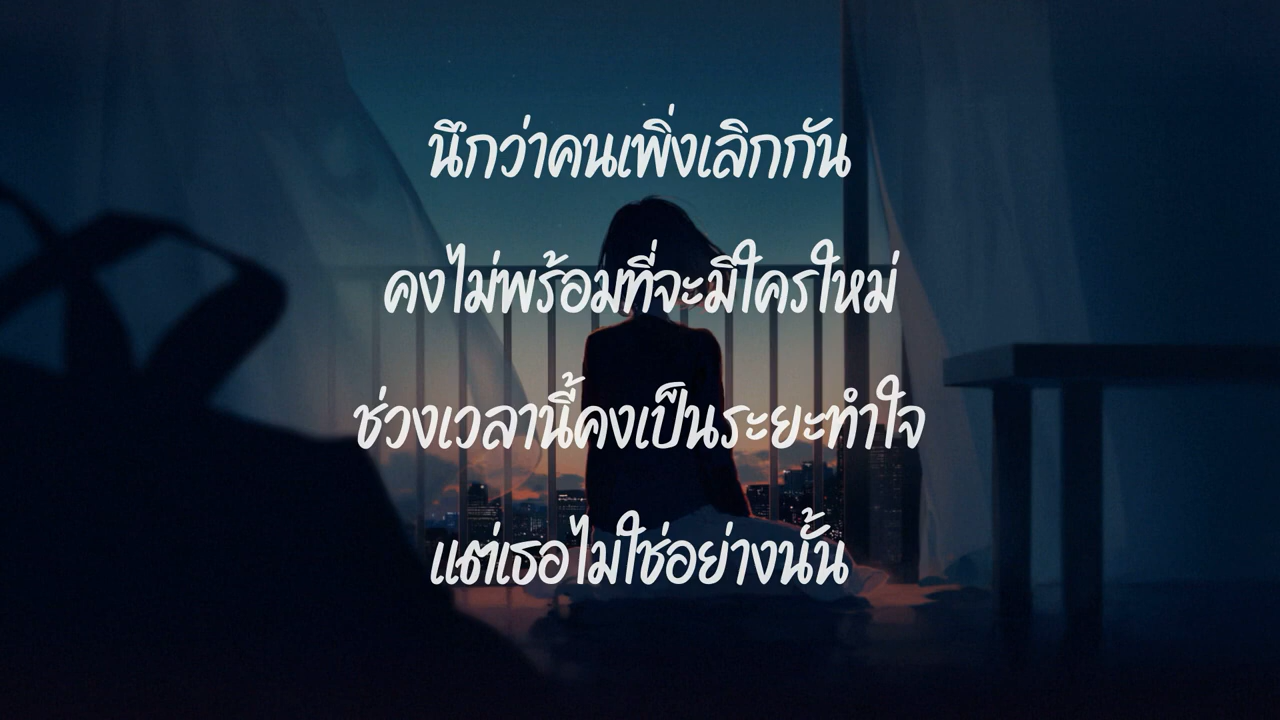 นึกว่าคนเพิ่งเลิกกัน
คงไม่พร้อมที่จะมีใครใหม่
ช่วงเวลานี้คงเป็นระยะทำใจ
แต่เธอไม่ใช่อย่างนั้น